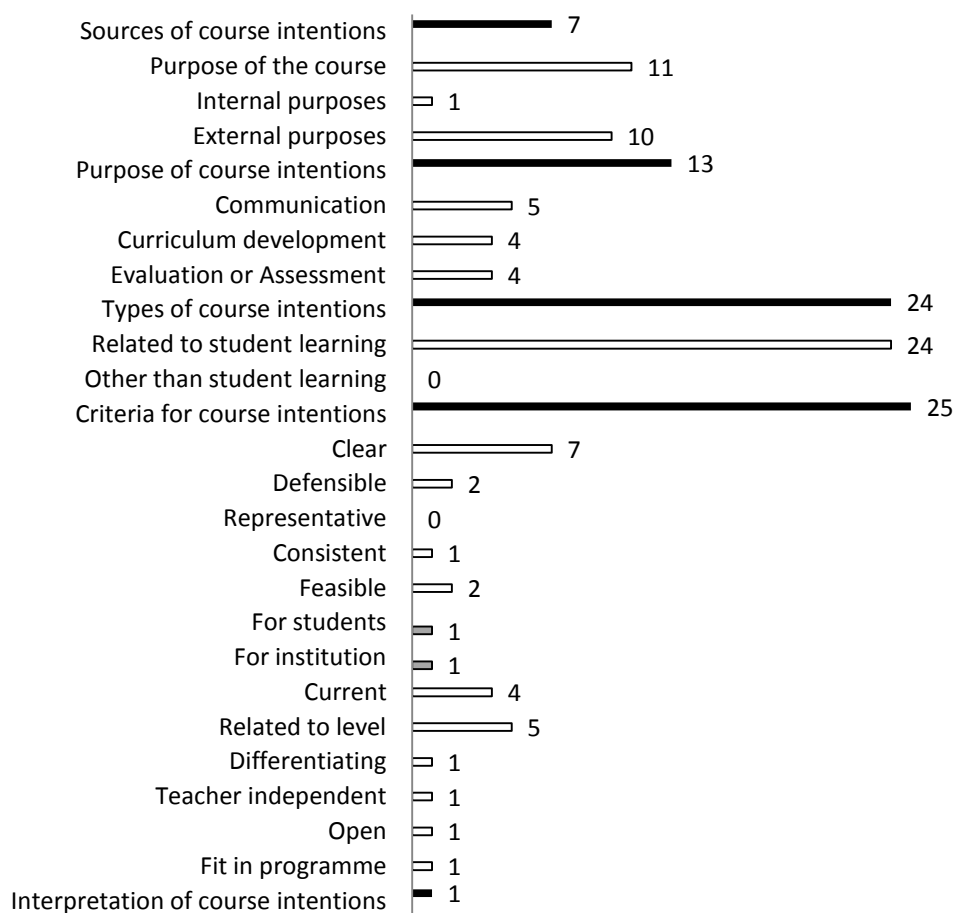 Sources of course intentions 7
Purpose of the course 11
Internal purposes 1
External purposes 10
Purpose of course intentions 13
Communication 5
Curriculum development 4
Evaluation or Assessment 4
Types of course intentions 24
Related to student learning 24
Other than student learning 0
Criteria for course intentions 25
Clear 7
Defensible 2
Representative 0
Consistent 1
Feasible 2
For students 1
For institution 1
Current 4
Related to level 5
Differentiating 1
Teacher independent 1
Open 1
Fit in programme 1
Interpretation of course intentions 1